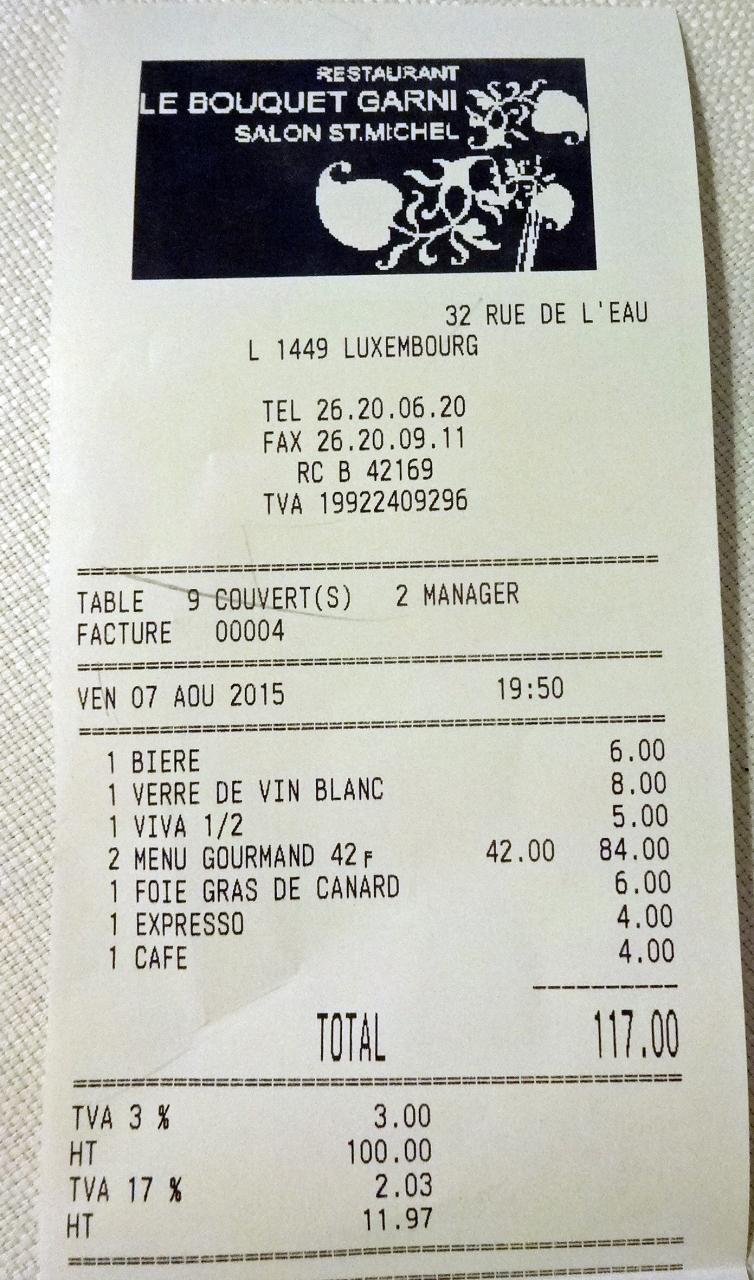 RESTAURANT
LE BOUQUET GARNI
SALON ST.MICHEL
32 RUE DE L'EAU
L 1449 LUXEMBOURG
TEL 26.20.06.20
FAX 26.20.09.11
RC B 42169
TVA 19922409296
TABLE 9 COUVERT(S) 2 MANAGER
FACTURE 00004
VEN 07 AOU 2015 19:50
1 BIERE 6.00
1 VERRE DE VIN BLANC 8.00
1 VIVA 1/2 5.00
2 MENU GOURMAND 42F 42.00 84.00
1 FOIE GRAS DE CANARD 6.00
1 EXPRESSO 4.00
1 CAFE 4.00
TOTAL 117.00
TVA 3 % 3.00
HT 100.00
TVA 17 % 2.03
HT 11.97